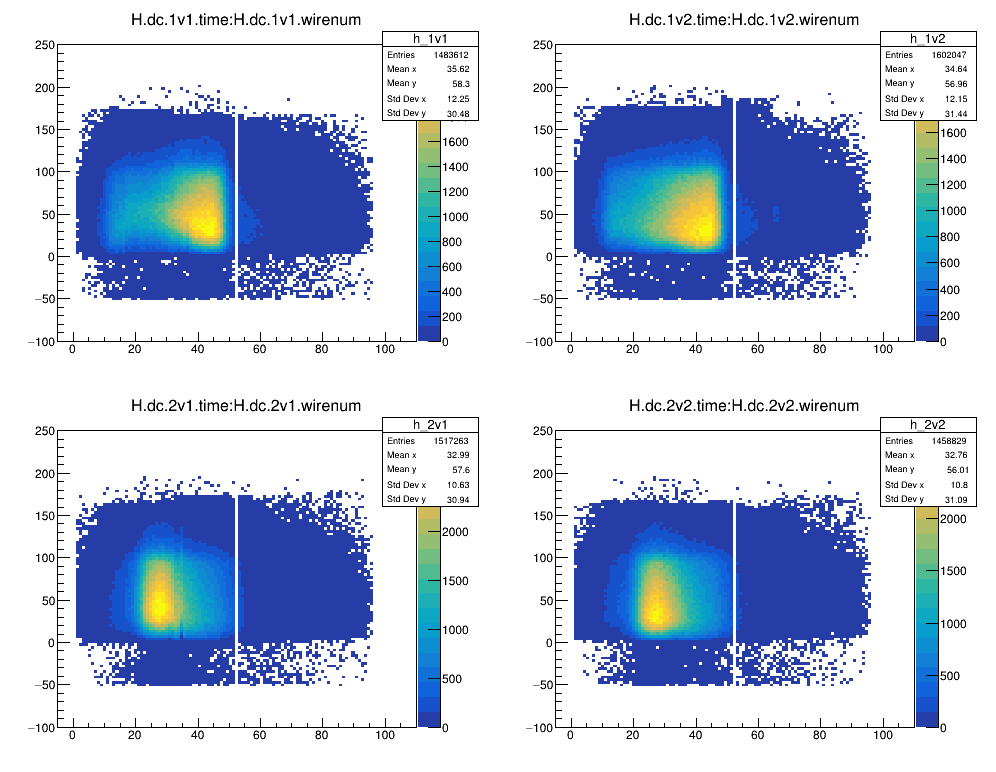 H.dc.1v1.time:H.dc.1v1.wirenum
h_1v1
Entries 1483612
Mean x 35.62
Mean y 58.3
Std Dev x 12.25
Std Dev y 30.48
250
200
150
100
50
0
−50
−100
0 20 40 60 80 100
1600
1400
1200
1000
800
600
400
200
0
H.dc.1v2.time:H.dc.1v2.wirenum
h_1v2
Entries 1602047
Mean x 34.64
Mean y 56.96
Std Dev x 12.15
Std Dev y 31.44
250
200
150
100
50
0
−50
−100
0 20 40 60 80 100
1600
1400
1200
1000
800
600
400
200
0
H.dc.2v1.time:H.dc.2v1.wirenum
h_2v1
Entries 1517263
Mean x 32.99
Mean y 57.6
Std Dev x 10.63
Std Dev y 30.94
250
200
150
100
50
0
−50
−100
0 20 40 60 80 100
2000
1500
1000
500
0
H.dc.2v2.time:H.dc.2v2.wirenum
h_2v2
Entries 1458829
Mean x 32.76
Mean y 56.01
Std Dev x 10.8
Std Dev y 31.09
250
200
150
100
50
0
−50
−100
0 20 40 60 80 100
2000
1500
1000
500
0